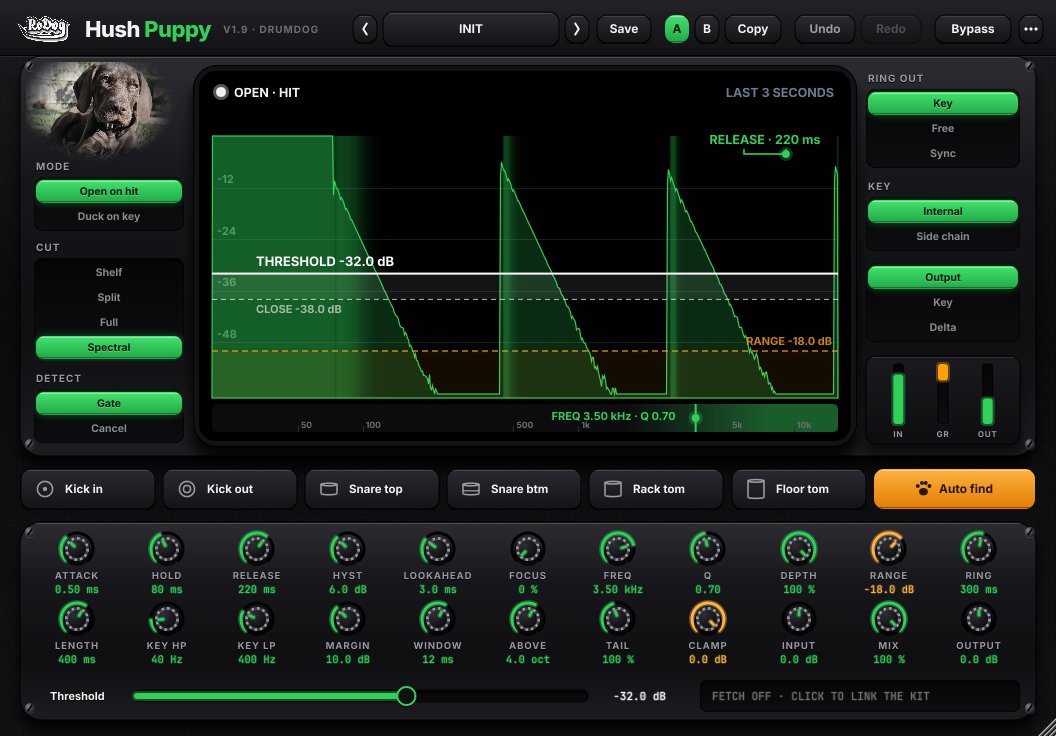 RoDog
Hush Puppy V1.9 · DRUMDOG
INIT
Save
A
B
Copy
Undo
Redo
Bypass
OPEN · HIT
LAST 3 SECONDS
RELEASE · 220 ms
-12
-24
THRESHOLD -32.0 dB
-36
CLOSE -38.0 dB
-48
RANGE -18.0 dB
FREQ 3.50 kHz · Q 0.70
50
100
500
1k
5k
10k
MODE
Open on hit
Duck on key
CUT
Shelf
Split
Full
Spectral
DETECT
Gate
Cancel
RING OUT
Key
Free
Sync
KEY
Internal
Side chain
Output
Key
Delta
IN
GR
OUT
Kick in
Kick out
Snare top
Snare btm
Rack tom
Floor tom
Auto find
ATTACK
0.50 ms
HOLD
80 ms
RELEASE
220 ms
HYST
6.0 dB
LOOKAHEAD
3.0 ms
FOCUS
0 %
FREQ
3.50 kHz
Q
0.70
DEPTH
100 %
RANGE
-18.0 dB
RING
300 ms
LENGTH
400 ms
KEY HP
40 Hz
KEY LP
400 Hz
MARGIN
10.0 dB
WINDOW
12 ms
ABOVE
4.0 oct
TAIL
100 %
CLAMP
0.0 dB
INPUT
0.0 dB
MIX
100 %
OUTPUT
0.0 dB
Threshold
-32.0 dB
FETCH OFF · CLICK TO LINK THE KIT